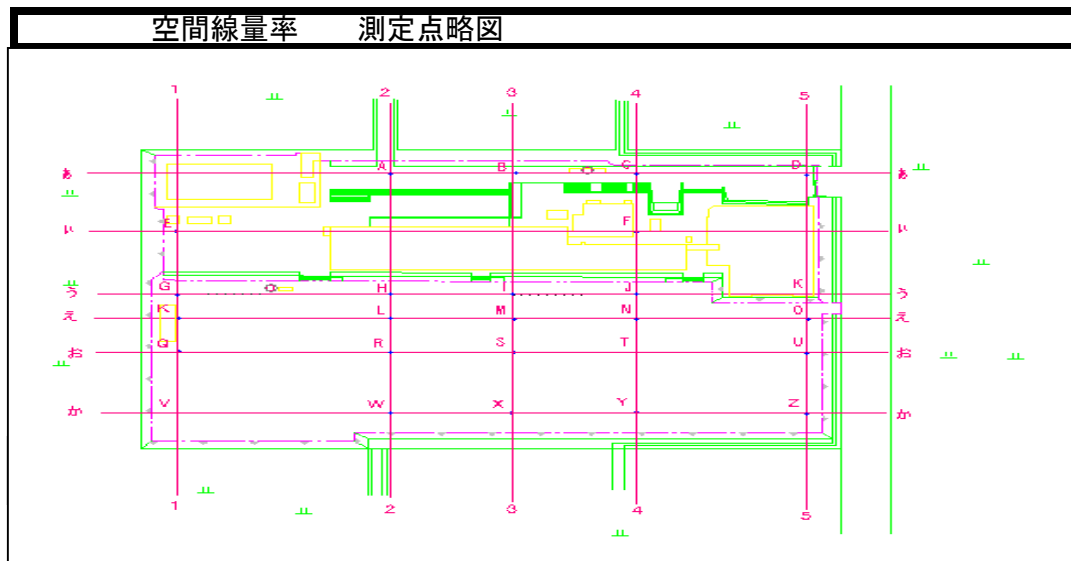 空間線量率 測定点略図
1 2 3 4 5
A B C D
あ あ
E F
い い
G H I J K
う う
K L M N O
え え
Q R S T U
お お
V W X Y Z
か か
1 2 3 4 5